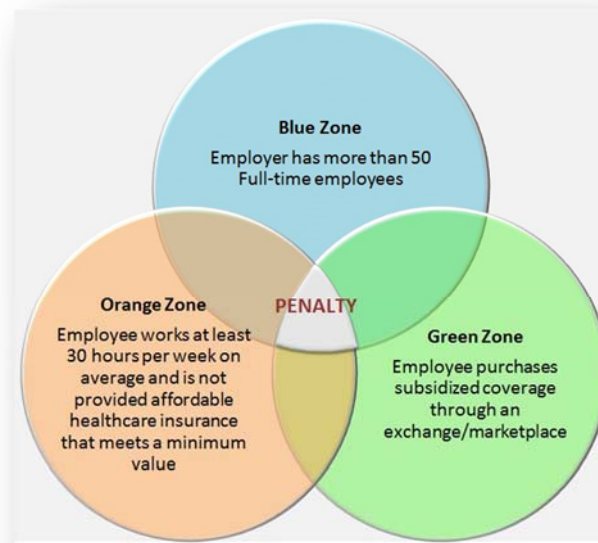 Blue Zone
Employer has more than 50
Full-time employees
PENALTY
Orange Zone
Employee works at least
30 hours per week on
average and is not
provided affordable
healthcare insurance
that meets a minimum
value
Green Zone
Employee purchases
subsidized coverage
through an
exchange/marketplace